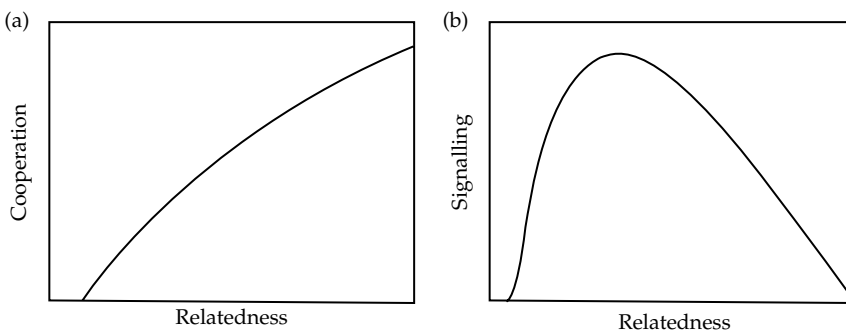 (a)
Cooperation
Relatedness
(b)
Signalling
Relatedness